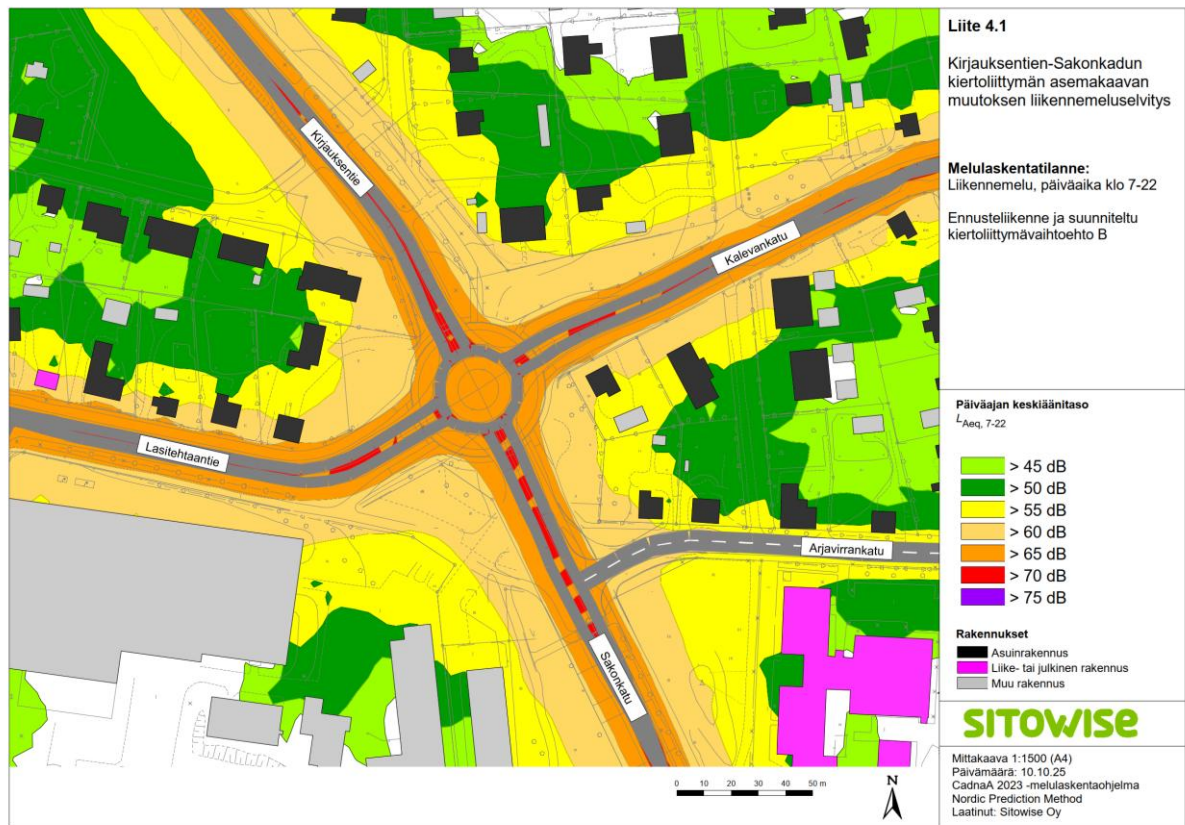 Liite 4.1
Kirjauksentien-Sakonkadun
kiertoliittymän asemakaavan
muutoksen liikennemeluselvitys
Melulaskentatilanne:
Liikennemelu, päiväaika klo 7-22
Ennusteliikenne ja suunniteltu
kiertoliittymävaihtoehto B
Kirjauksentie
Kalevankatu
Lasitehtaantie
Arjavirrankatu
Sakonkatu
Päiväajan keskiäänitaso
LAeq, 7-22
> 45 dB
> 50 dB
> 55 dB
> 60 dB
> 65 dB
> 70 dB
> 75 dB
Rakennukset
Asuinrakennus
Liike- tai julkinen rakennus
Muu rakennus
SITOWISE
Mittakaava 1:1500 (A4)
Päivämäärä: 10.10.25
CadnaA 2023 -melulaskentaohjelma
Nordic Prediction Method
Laatinut: Sitowise Oy
0 10 20 30 40 50 m
N